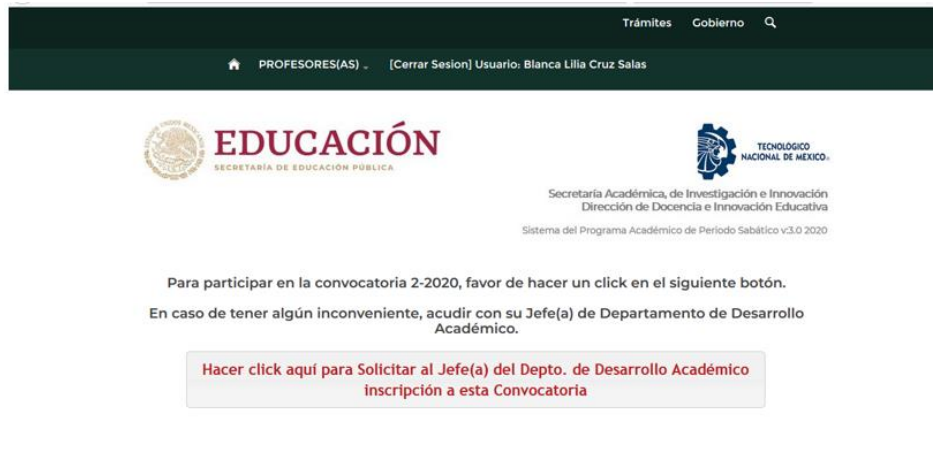 Trámites Gobierno
PROFESORES(AS) [Cerrar Sesion] Usuario: Blanca Lilia Cruz Salas
EDUCACIÓN
SECRETARÍA DE EDUCACIÓN PÚBLICA
TECNOLÓGICO
NACIONAL DE MÉXICO
Secretaría Académica, de Investigación e Innovación
Dirección de Docencia e Innovación Educativa
Sistema del Programa Académico de Periodo Sabático v:3.0 2020
Para participar en la convocatoria 2-2020, favor de hacer un click en el siguiente botón.
En caso de tener algún inconveniente, acudir con su Jefe(a) de Departamento de Desarrollo
Académico.
Hacer click aquí para Solicitar al Jefe(a) del Depto. de Desarrollo Académico
inscripción a esta Convocatoria